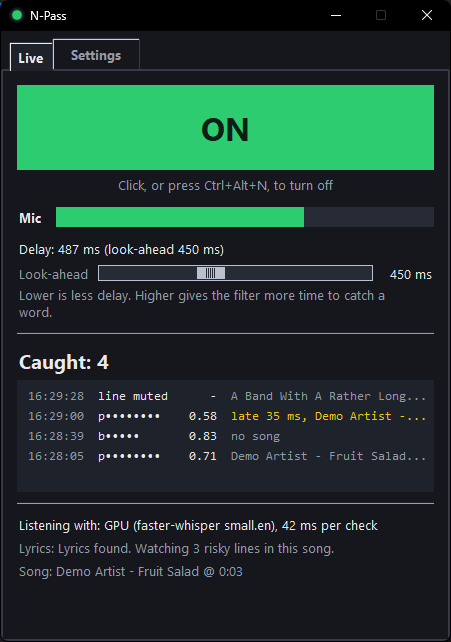 N-Pass
Live Settings
ON
Click, or press Ctrl+Alt+N, to turn off
Mic
Delay: 487 ms (look-ahead 450 ms)
Look-ahead 450 ms
Lower is less delay. Higher gives the filter more time to catch a
word.
Caught: 4
16:29:28 line muted - A Band With A Rather Long...
16:29:00 p•••••••• 0.58 late 35 ms, Demo Artist -...
16:28:39 b••••• 0.83 no song
16:28:05 p•••••••• 0.71 Demo Artist - Fruit Salad...
Listening with: GPU (faster-whisper small.en), 42 ms per check
Lyrics: Lyrics found. Watching 3 risky lines in this song.
Song: Demo Artist - Fruit Salad @ 0:03